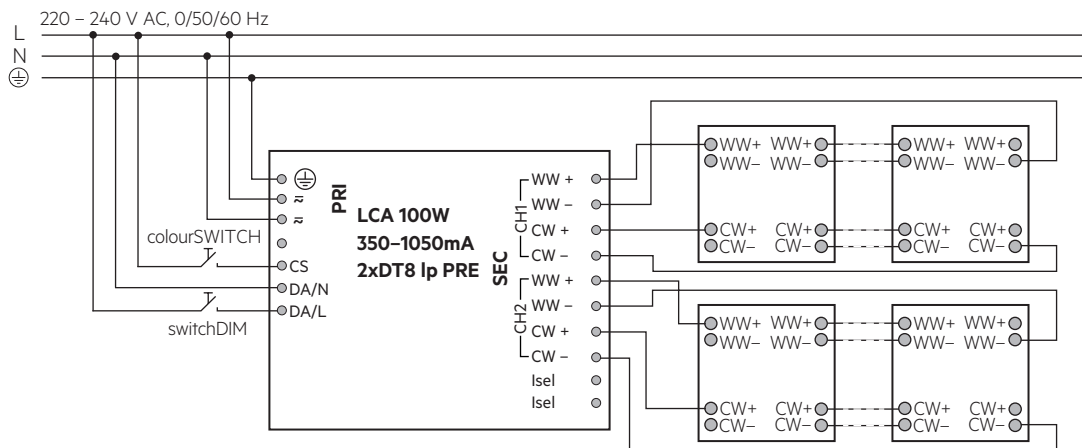 220 – 240 V AC, 0/50/60 Hz
L
N
PRI
LCA 100W
350–1050mA
2xDT8 lp PRE
SEC
colourSWITCH
switchDIM
CS
DA/N
DA/L
CH1
WW +
WW –
CW +
CW –
CH2
WW +
WW –
CW +
CW –
Isel
Isel
WW+ WW+ WW+ WW+
WW– WW– WW– WW–
CW+ CW+ CW+ CW+
CW– CW– CW– CW–
WW+ WW+ WW+ WW+
WW– WW– WW– WW–
CW+ CW+ CW+ CW+
CW– CW– CW– CW–